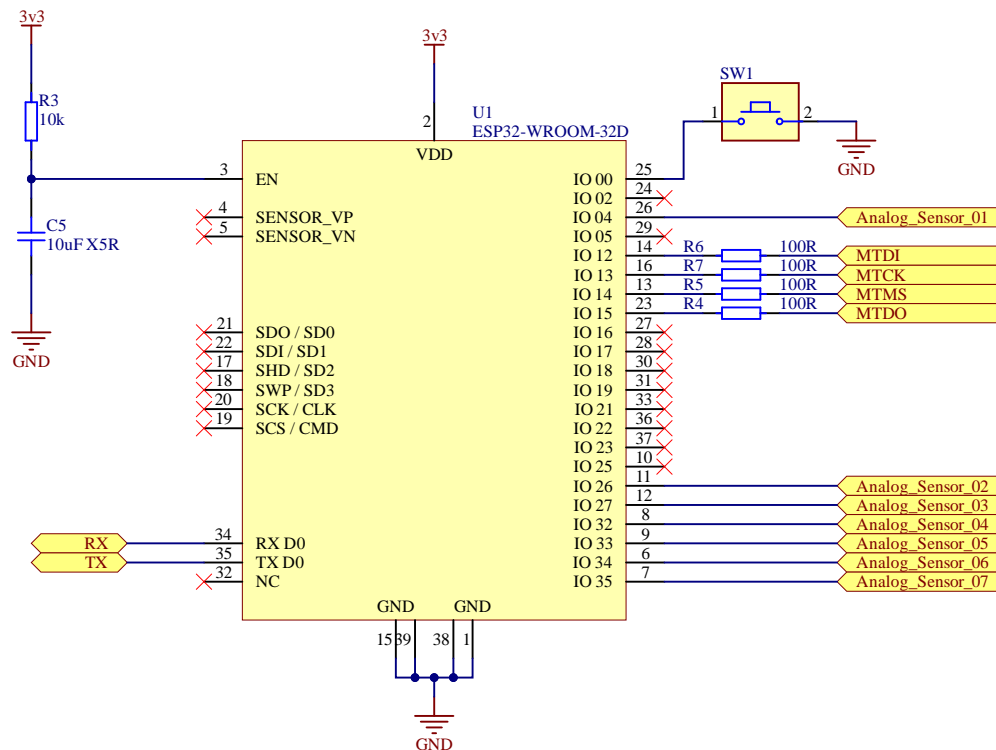 3v3
R3
10k
C5
10uF X5R
GND
3v3
2
VDD
U1
ESP32-WROOM-32D
SW1
1
2
GND
3 EN
4 SENSOR_VP
5 SENSOR_VN
21 SDO / SD0
22 SDI / SD1
17 SHD / SD2
18 SWP / SD3
20 SCK / CLK
19 SCS / CMD
RX 34 RX D0
TX 35 TX D0
32 NC
IO 00 25
IO 02 24
IO 04 26 Analog_Sensor_01
IO 05 29
IO 12 14 R6 100R MTDI
IO 13 16 R7 100R MTCK
IO 14 13 R5 100R MTMS
IO 15 23 R4 100R MTDO
IO 16 27
IO 17 28
IO 18 30
IO 19 31
IO 21 33
IO 22 36
IO 23 37
IO 25 10
IO 26 11 Analog_Sensor_02
IO 27 12 Analog_Sensor_03
IO 32 8 Analog_Sensor_04
IO 33 9 Analog_Sensor_05
IO 34 6 Analog_Sensor_06
IO 35 7 Analog_Sensor_07
GND GND
15 39 38 1
GND